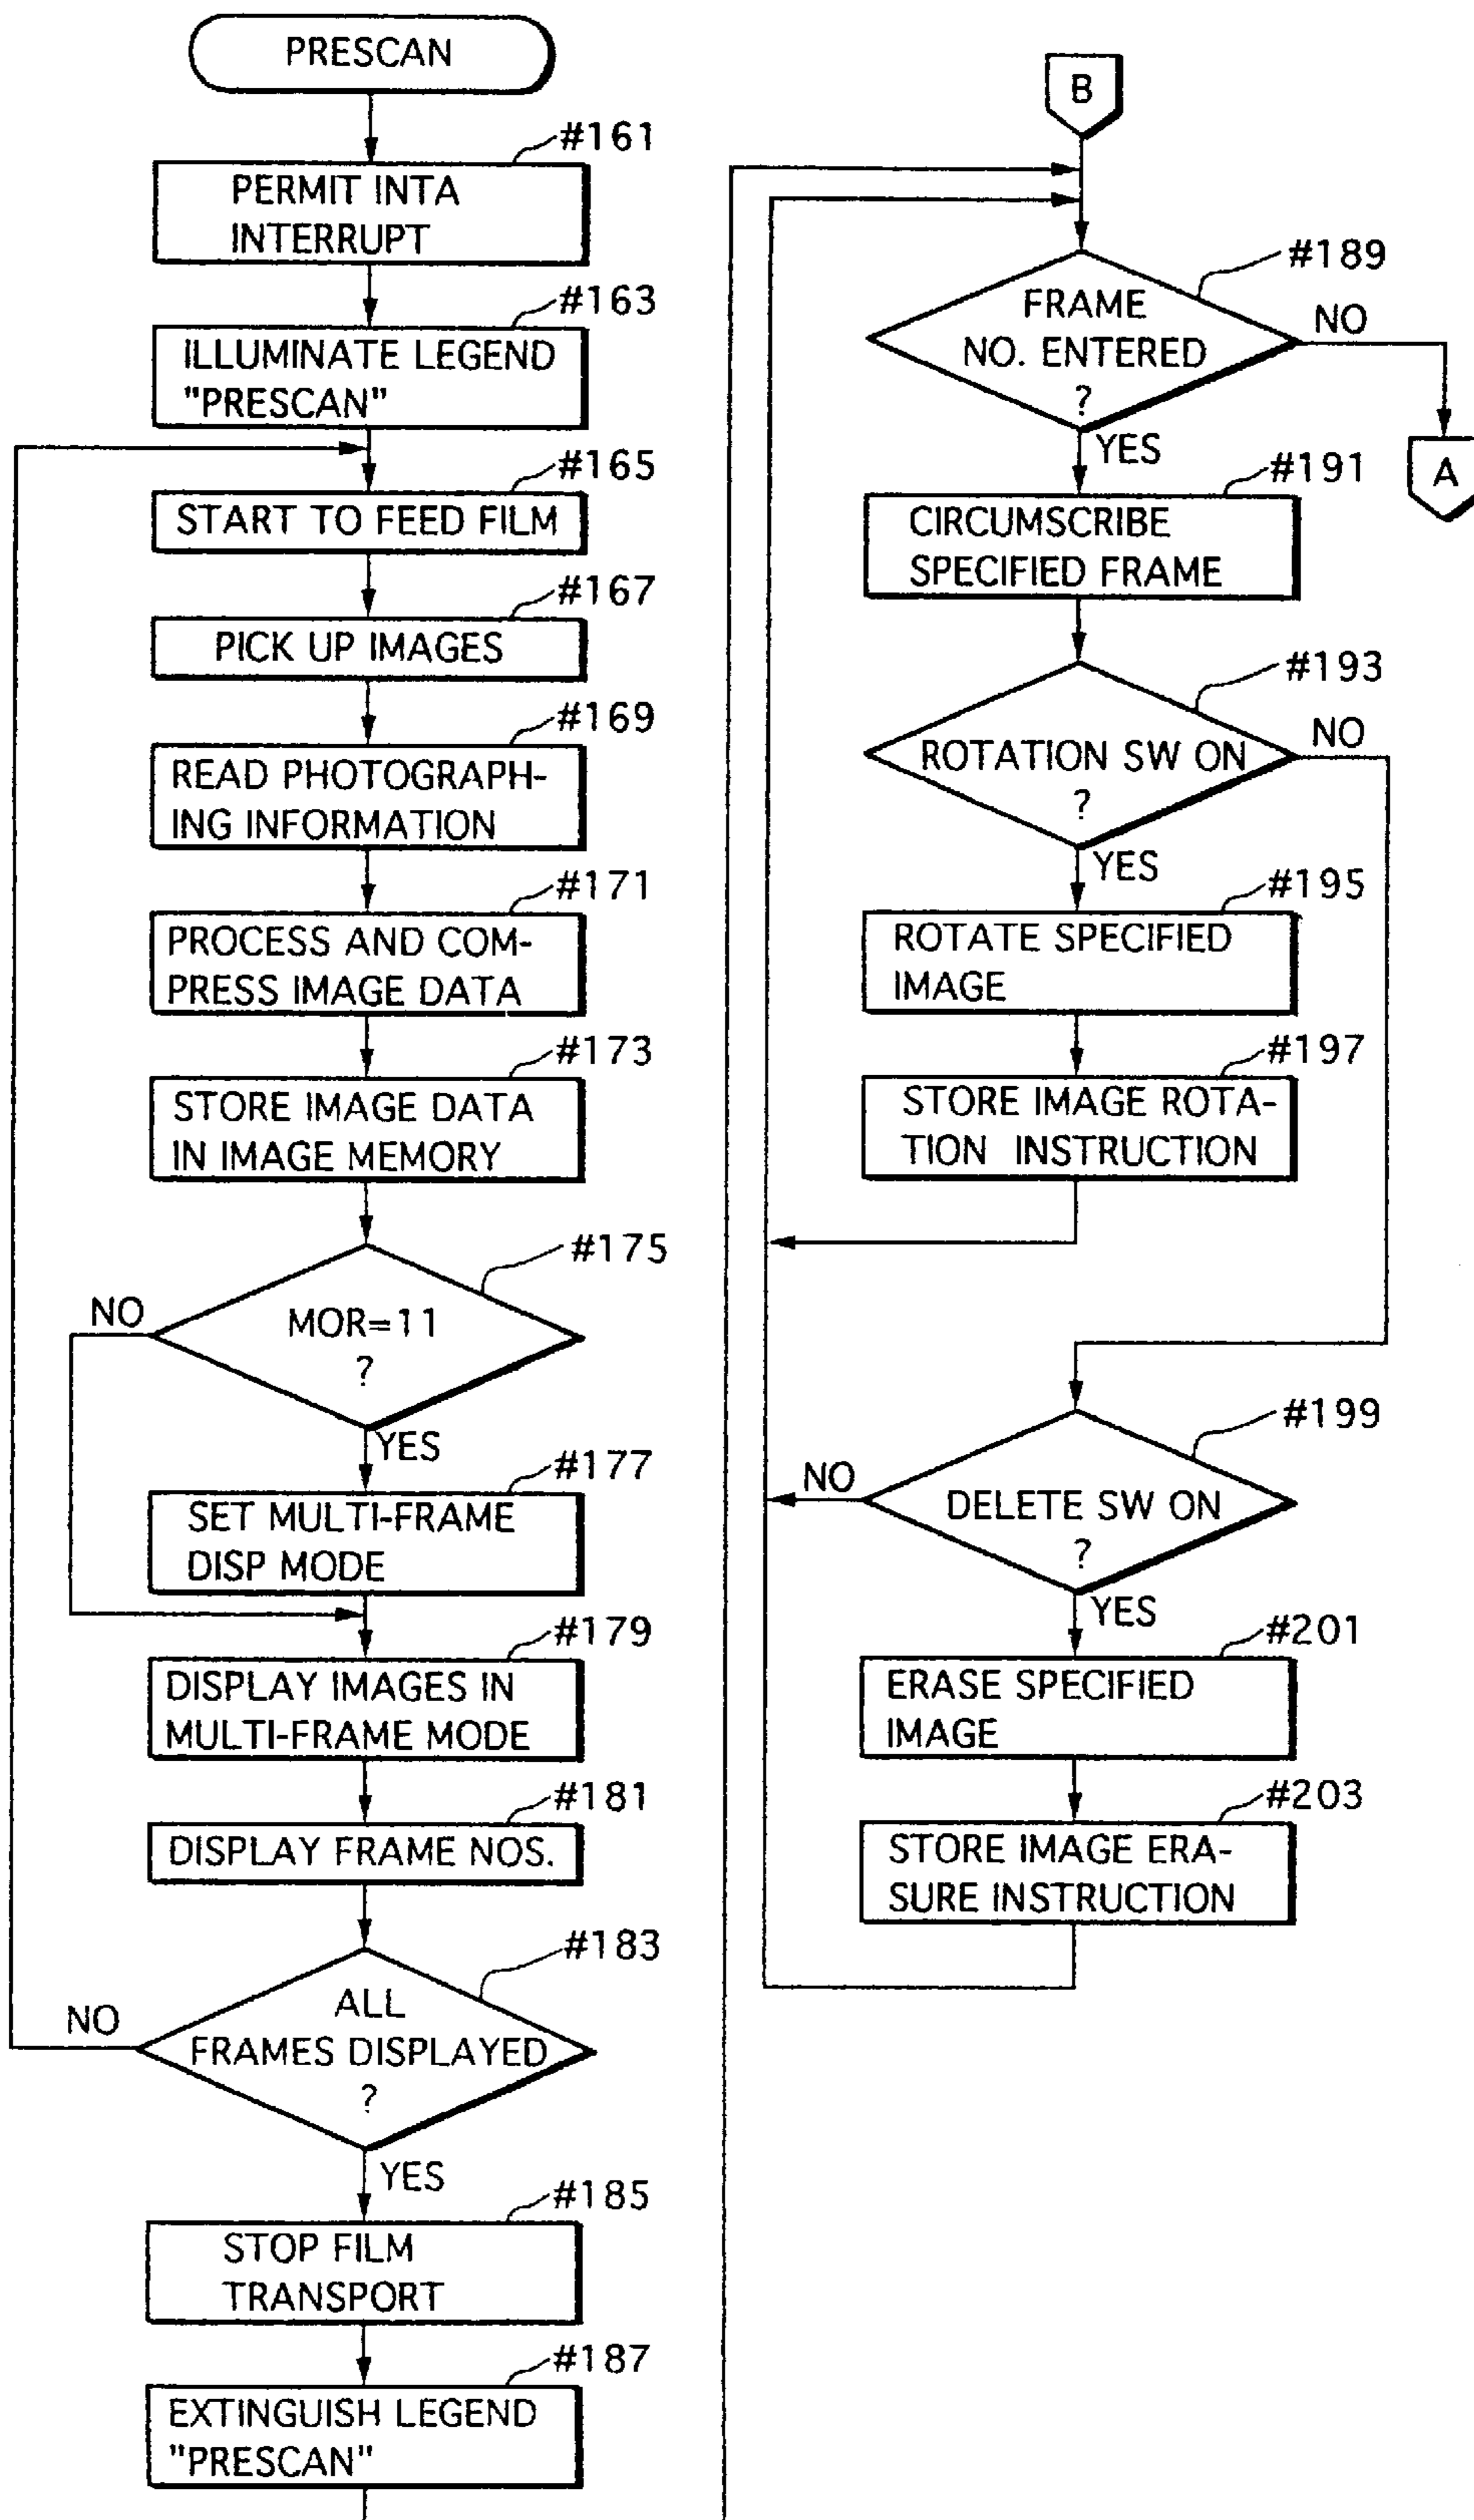 PRESCAN
#161
PERMIT INTA
INTERRUPT
#163
ILLUMINATE LEGEND
"PRESCAN"
#165
START TO FEED FILM
#167
PICK UP IMAGES
#169
READ PHOTOGRAPH-
ING INFORMATION
#171
PROCESS AND COM-
PRESS IMAGE DATA
#173
STORE IMAGE DATA
IN IMAGE MEMORY
#175
NO
MOR=11
?
YES
#177
SET MULTI-FRAME
DISP MODE
#179
DISPLAY IMAGES IN
MULTI-FRAME MODE
#181
DISPLAY FRAME NOS.
#183
NO
ALL
FRAMES DISPLAYED
?
YES
#185
STOP FILM
TRANSPORT
#187
EXTINGUISH LEGEND
"PRESCAN"
B
#189
FRAME
NO. ENTERED
?
NO
A
YES
#191
CIRCUMSCRIBE
SPECIFIED FRAME
#193
ROTATION SW ON
?
NO
YES
#195
ROTATE SPECIFIED
IMAGE
#197
STORE IMAGE ROTA-
TION INSTRUCTION
#199
NO
DELETE SW ON
?
YES
#201
ERASE SPECIFIED
IMAGE
#203
STORE IMAGE ERA-
SURE INSTRUCTION